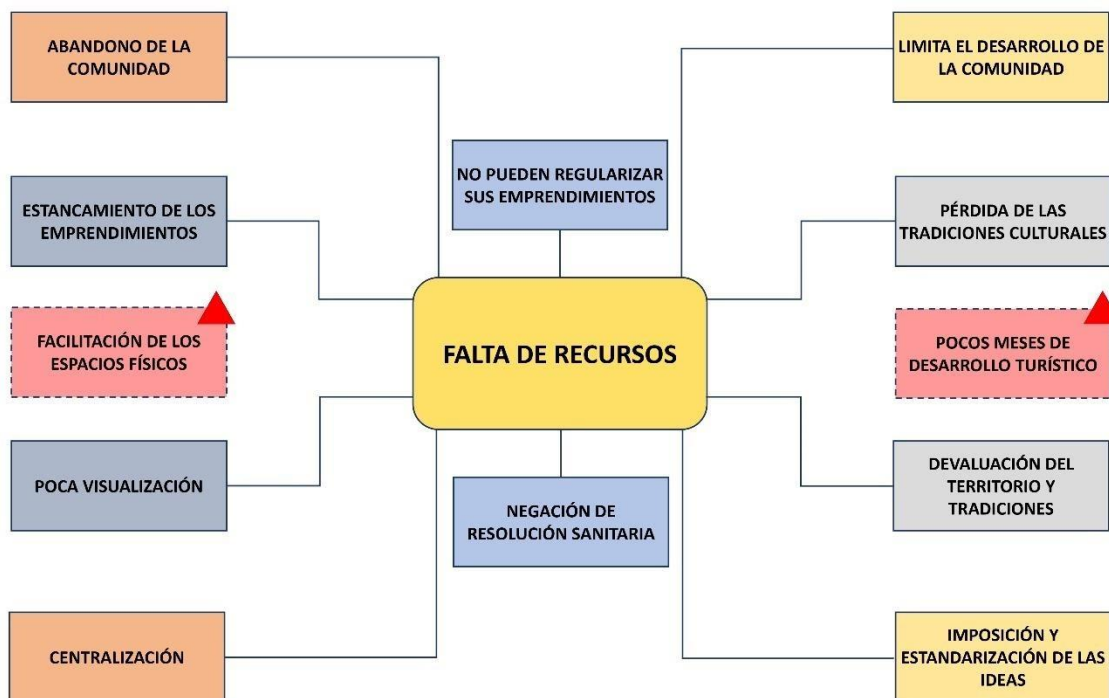 ABANDONO DE LA
COMUNIDAD
LIMITA EL DESARROLLO DE
LA COMUNIDAD
NO PUEDEN REGULARIZAR
SUS EMPRENDIMIENTOS
ESTANCAMIENTO DE LOS
EMPRENDIMIENTOS
PÉRDIDA DE LAS
TRADICIONES CULTURALES
FACILITACIÓN DE LOS
ESPACIOS FÍSICOS
FALTA DE RECURSOS
POCOS MESES DE
DESARROLLO TURÍSTICO
POCA VISUALIZACIÓN
NEGACIÓN DE
RESOLUCIÓN SANITARIA
DEVALUACIÓN DEL
TERRITORIO Y
TRADICIONES
CENTRALIZACIÓN
IMPOSICIÓN Y
ESTANDARIZACIÓN DE LAS
IDEAS